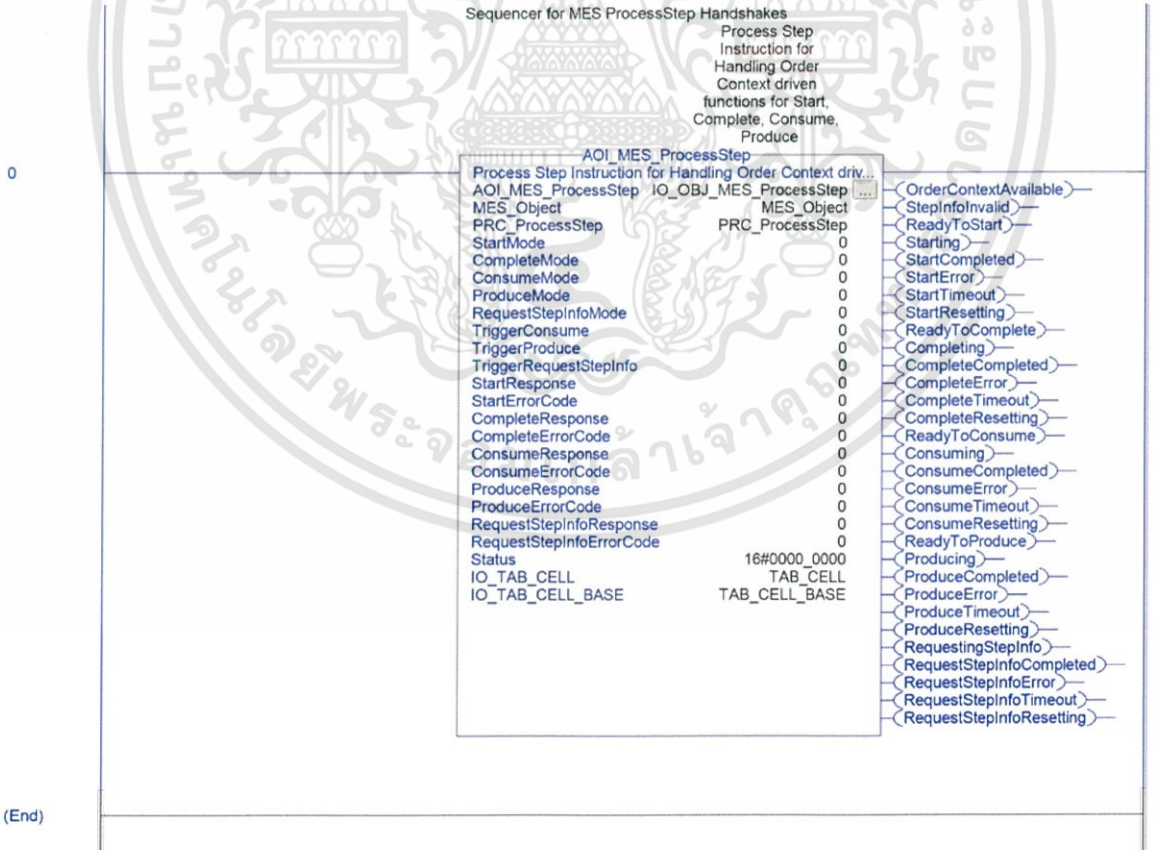 Sequencer for MES ProcessStep Handshakes
Process Step
Instruction for
Handling Order
Context driven
functions for Start,
Complete, Consume,
Produce
AOI_MES_ProcessStep
0
Process Step Instruction for Handling Order Context driv...
AOI_MES_ProcessStep IO_OBJ_MES_ProcessStep ... OrderContextAvailable
MES_Object MES_Object StepInfoInvalid
PRC_ProcessStep PRC_ProcessStep ReadyToStart
StartMode 0 Starting
CompleteMode 0 StartCompleted
ConsumeMode 0 StartError
ProduceMode 0 StartTimeout
RequestStepInfoMode 0 StartResetting
TriggerConsume 0 ReadyToComplete
TriggerProduce 0 Completing
TriggerRequestStepInfo 0 CompleteCompleted
StartResponse 0 CompleteError
StartErrorCode 0 CompleteTimeout
CompleteResponse 0 CompleteResetting
CompleteErrorCode 0 ReadyToConsume
ConsumeResponse 0 Consuming
ConsumeErrorCode 0 ConsumeCompleted
ProduceResponse 0 ConsumeError
ProduceErrorCode 0 ConsumeTimeout
RequestStepInfoResponse 0 ConsumeResetting
RequestStepInfoErrorCode 0 ReadyToProduce
Status 16#0000_0000 Producing
IO_TAB_CELL TAB_CELL ProduceCompleted
IO_TAB_CELL_BASE TAB_CELL_BASE ProduceError
ProduceTimeout
ProduceResetting
RequestingStepInfo
RequestStepInfoCompleted
RequestStepInfoError
RequestStepInfoTimeout
RequestStepInfoResetting
(End)